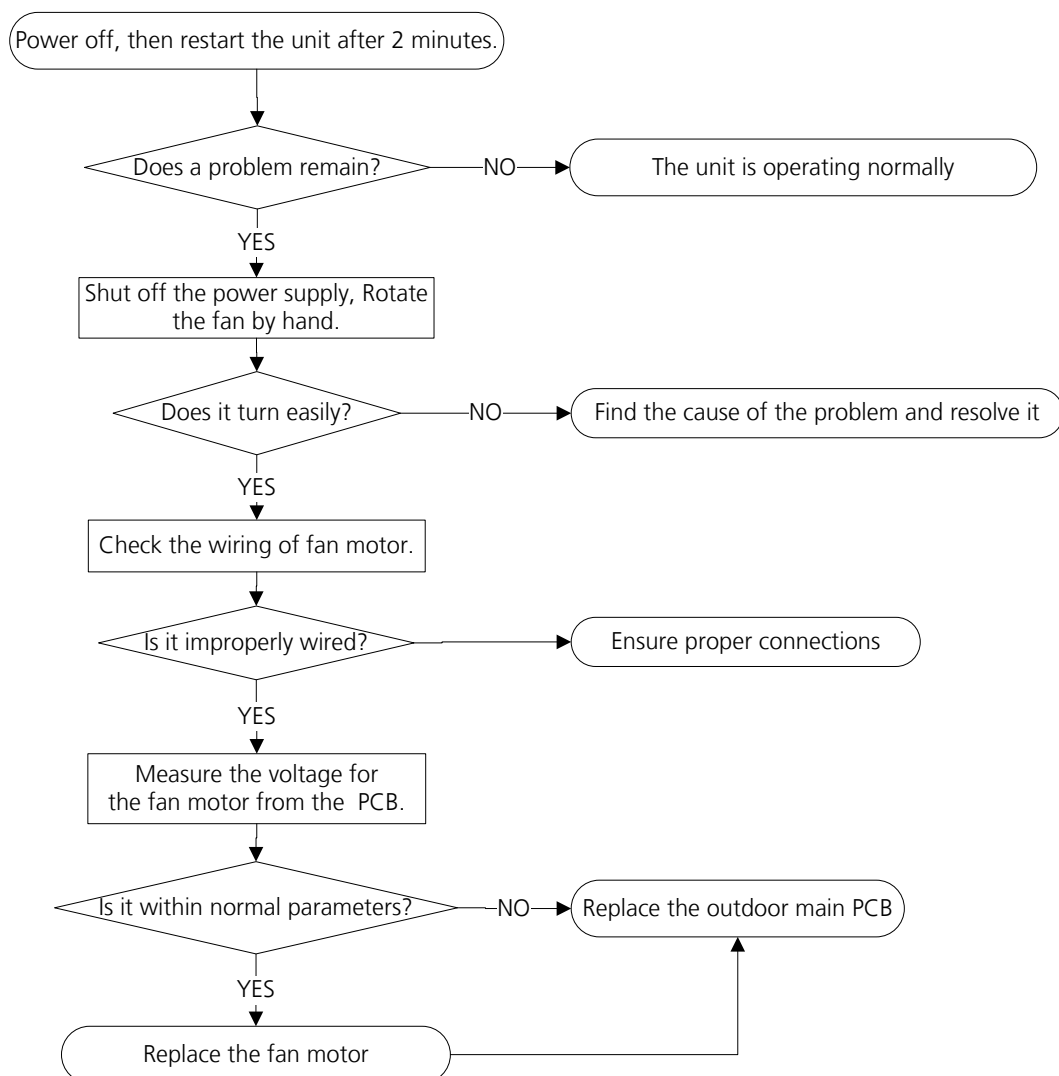 Power off, then restart the unit after 2 minutes.
Does a problem remain?
NO
The unit is operating normally
YES
Shut off the power supply, Rotate
the fan by hand.
Does it turn easily?
NO
Find the cause of the problem and resolve it
YES
Check the wiring of fan motor.
Is it improperly wired?
Ensure proper connections
YES
Measure the voltage for
the fan motor from the PCB.
Is it within normal parameters?
NO
Replace the outdoor main PCB
YES
Replace the fan motor